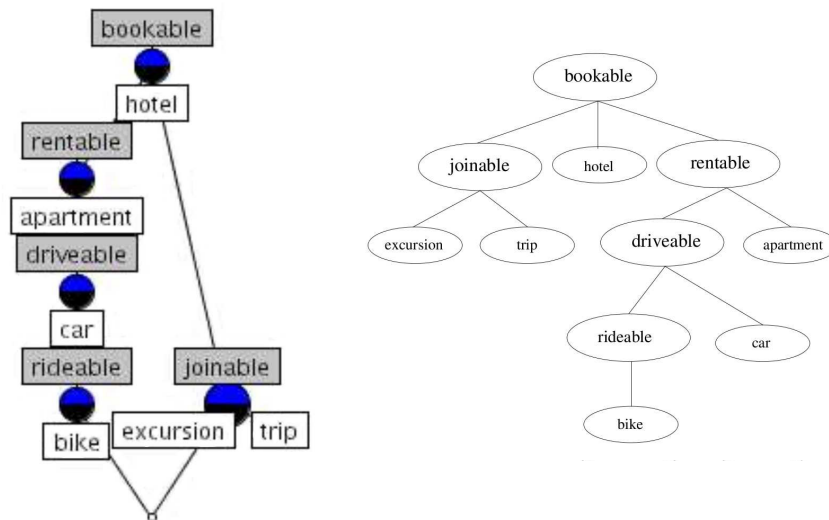 bookable
hotel
rentable
apartment
driveable
car
rideable
joinable
bike
excursion
trip
bookable
joinable
hotel
rentable
excursion
trip
driveable
apartment
rideable
car
bike